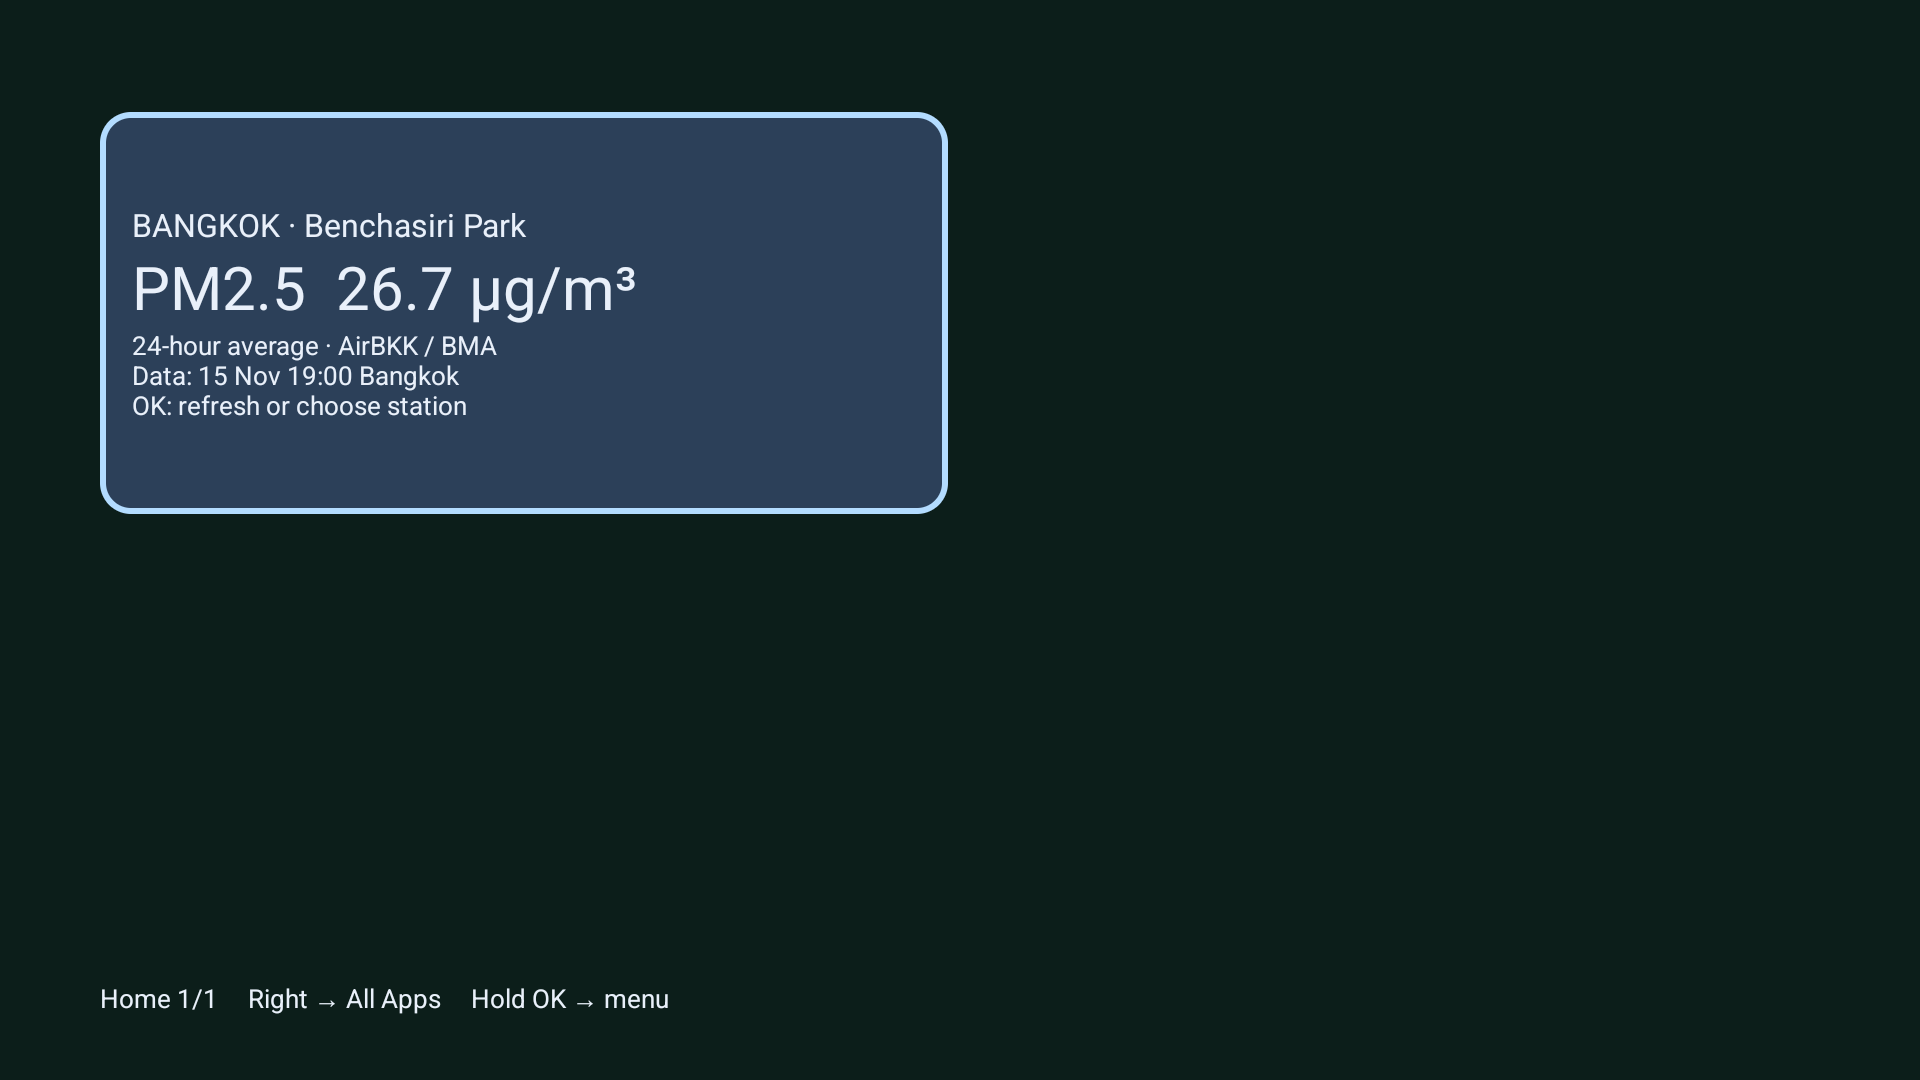 BANGKOK · Benchasiri Park
PM2.5  26.7 µg/m³
24-hour average · AirBKK / BMA
Data: 15 Nov 19:00 Bangkok
OK: refresh or choose station
Home 1/1    Right → All Apps    Hold OK → menu